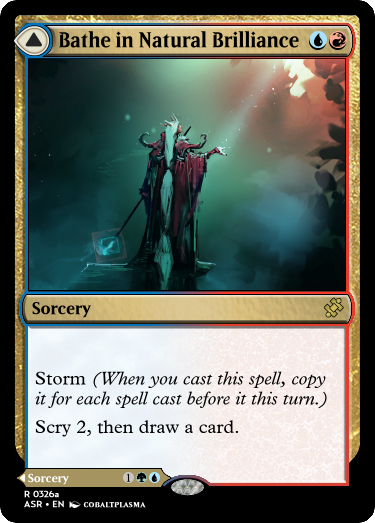 Bathe in Natural Brilliance
Sorcery
Storm (When you cast this spell, copy
it for each spell cast before it this turn.)
Scry 2, then draw a card.
Sorcery 1
R 0326a
ASR • EN COBALTPLASMA